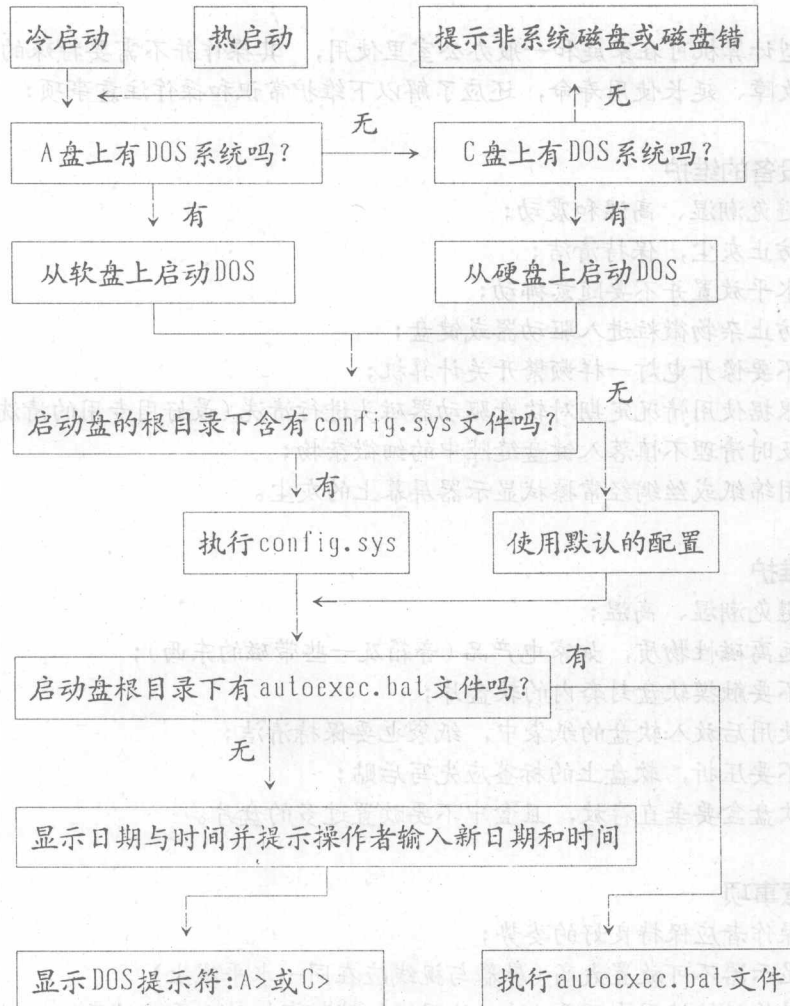 冷启动 热启动 提示非系统磁盘或磁盘错
无 无
A盘上有DOS系统吗? C盘上有DOS系统吗?
有 有
从软盘上启动DOS 从硬盘上启动DOS
无
启动盘的根目录下含有config.sys文件吗?
有
执行config.sys 使用默认的配置
有
启动盘根目录下有autoexec.bat文件吗?
无
显示日期与时间并提示操作者输入新日期和时间
显示DOS提示符:A>或C> 执行autoexec.bat文件